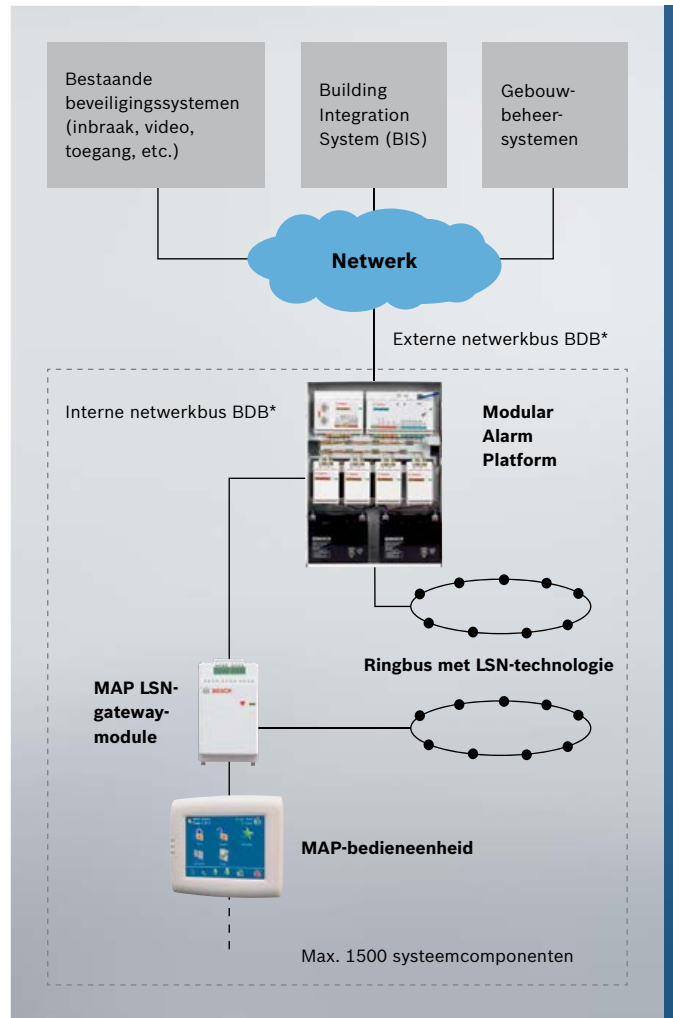 Bestaande
beveiligingssystemen
(inbraak, video,
toegang, etc.)
Building
Integration
System (BIS)
Gebouw-
beheer-
systemen
Netwerk
Externe netwerkbus BDB*
Interne netwerkbus BDB*
Modular
Alarm
Platform
Ringbus met LSN-technologie
MAP LSN-
gateway-
module
BOSCH
MAP-bedieneenheid
Max. 1500 systeemcomponenten